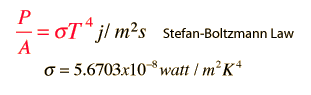 P/A = σT⁴ j/m²s Stefan-Boltzmann Law
σ = 5.6703x10⁻⁸ watt / m²K⁴